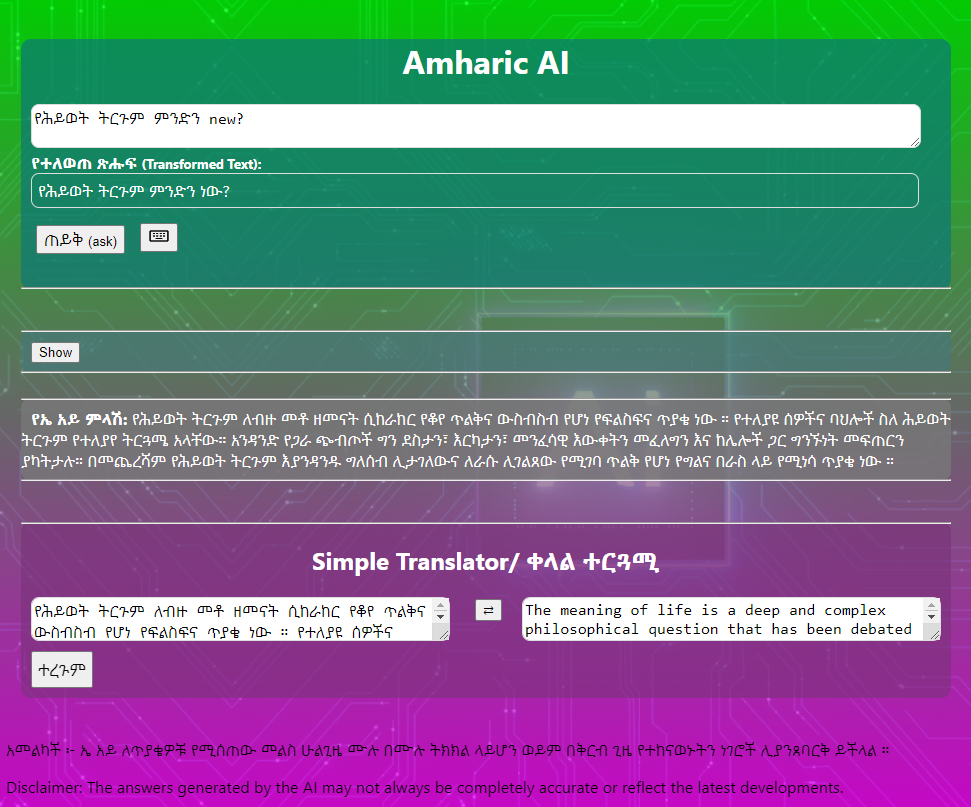 Amharic AI
የሕይወት ትርጉም ምንድን new?
የተለወጠ ጽሑፍ (Transformed Text):
የሕይወት ትርጉም ምንድን ነው?
ጠይቅ (ask)
Show
የኤ አይ ምላሽ: የሕይወት ትርጉም ለብዙ መቶ ዘመናት ሲከራከር የቆየ ጥልቅና ውስብስብ የሆነ የፍልስፍና ጥያቄ ነው ። የተለያዩ ሰዎችና ባህሎች ስለ ሕይወት
ትርጉም የተለያየ ትርጓሜ አላቸው። አንዳንድ የጋራ ጭብጦች ግን ደስታን፣ እርካታን፣ መንፈሳዊ እውቀትን መፈለግን እና ከሌሎች ጋር ግንኙነት መፍጠርን
ያካትታሉ። በመጨረሻም የሕይወት ትርጉም እያንዳንዱ ግለሰብ ሊታገለውና ለራሱ ሊገልጸው የሚገባ ጥልቅ የሆነ የግልና በራስ ላይ የሚነሳ ጥያቄ ነው ።
AI
Simple Translator/ ቀላል ተርጓሚ
የሕይወት ትርጉም ለብዙ መቶ ዘመናት ሲከራከር የቆየ ጥልቅና
ውስብስብ የሆነ የፍልስፍና ጥያቄ ነው ። የተለያዩ ሰዎችና
⇄
The meaning of life is a deep and complex
philosophical question that has been debated
ተረጉም
አመልካች ፦ ኤ አይ ለጥያቄዎቹ የሚሰጠው መልስ ሁልጊዜ ሙሉ በሙሉ ትክክል ላይሆን ወይም በቅርብ ጊዜ የተከናወኑትን ነገሮች ሊያንጸባርቅ ይችላል ።
Disclaimer: The answers generated by the AI may not always be completely accurate or reflect the latest developments.